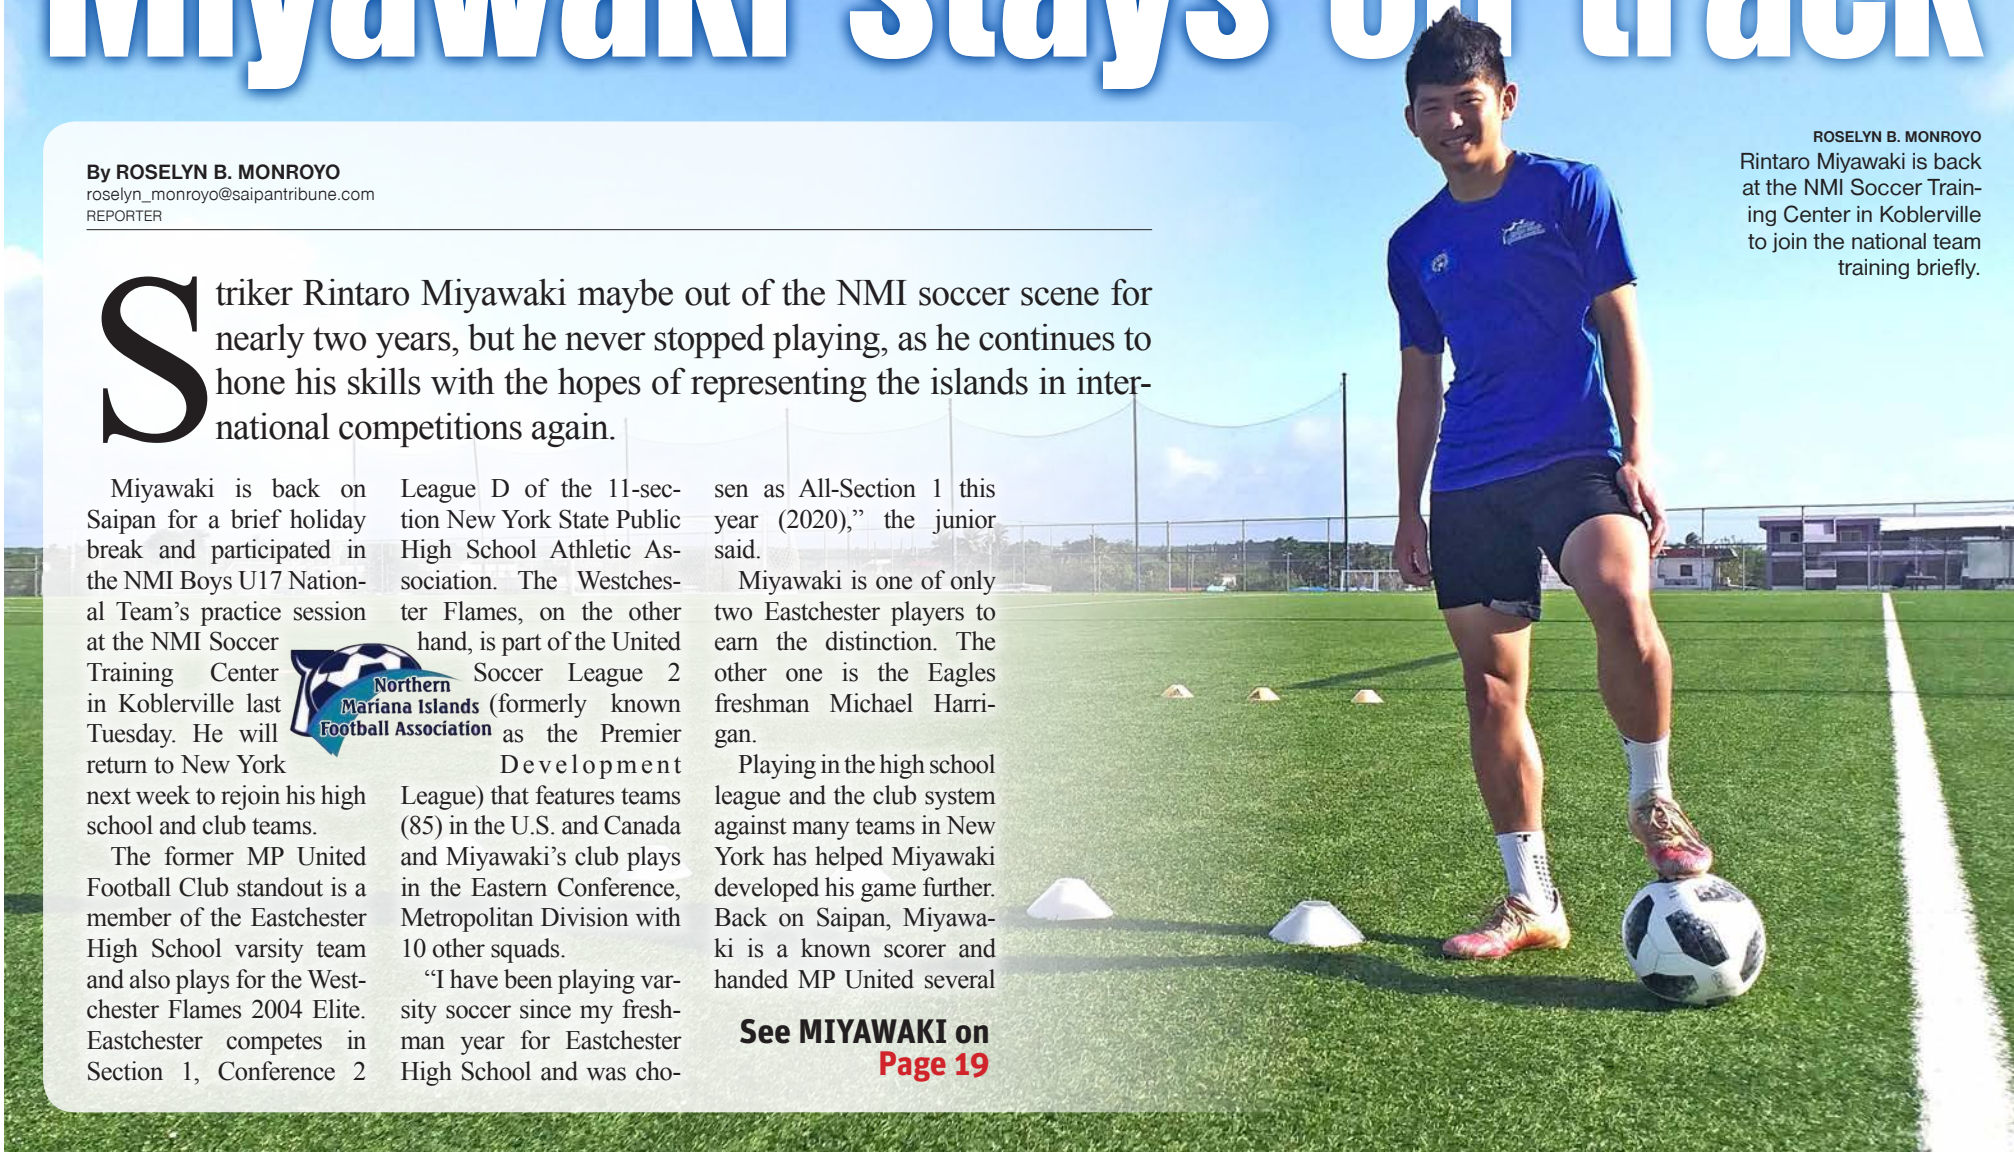 Miyawaki stays on track
By ROSELYN B. MONROYO
roselyn_monroyo@saipantribune.com
REPORTER
Striker Rintaro Miyawaki maybe out of the NMI soccer scene for
nearly two years, but he never stopped playing, as he continues to
hone his skills with the hopes of representing the islands in inter-
national competitions again.
Miyawaki is back on
Saipan for a brief holiday
break and participated in
the NMI Boys U17 Nation-
al Team's practice session
at the NMI Soccer
Training Center
in Koblerville last
Tuesday. He will
return to New York
next week to rejoin his high
school and club teams.
The former MP United
Football Club standout is a
member of the Eastchester
High School varsity team
and also plays for the West-
chester Flames 2004 Elite.
Eastchester competes in
Section 1, Conference 2
Northern
Mariana Islands
Football Association
League D of the 11-sec-
tion New York State Public
High School Athletic As-
sociation. The Westches-
ter Flames, on the other
hand, is part of the United
Soccer League 2
(formerly known
as the Premier
Development
League) that features teams
(85) in the U.S. and Canada
and Miyawaki's club plays
in the Eastern Conference,
Metropolitan Division with
10 other squads.
“I have been playing var-
sity soccer since my fresh-
man year for Eastchester
High School and was cho-
sen as All-Section 1 this
year (2020),” the junior
said.
Miyawaki is one of only
two Eastchester players to
earn the distinction. The
other one is the Eagles
freshman Michael Harri-
gan.
Playing in the high school
league and the club system
against many teams in New
York has helped Miyawaki
developed his game further.
Back on Saipan, Miyawa-
ki is a known scorer and
handed MP United several
See MIYAWAKI on
Page 19
ROSELYN B. MONROYO
Rintaro Miyawaki is back
at the NMI Soccer Train-
ing Center in Koblerville
to join the national team
training briefly.